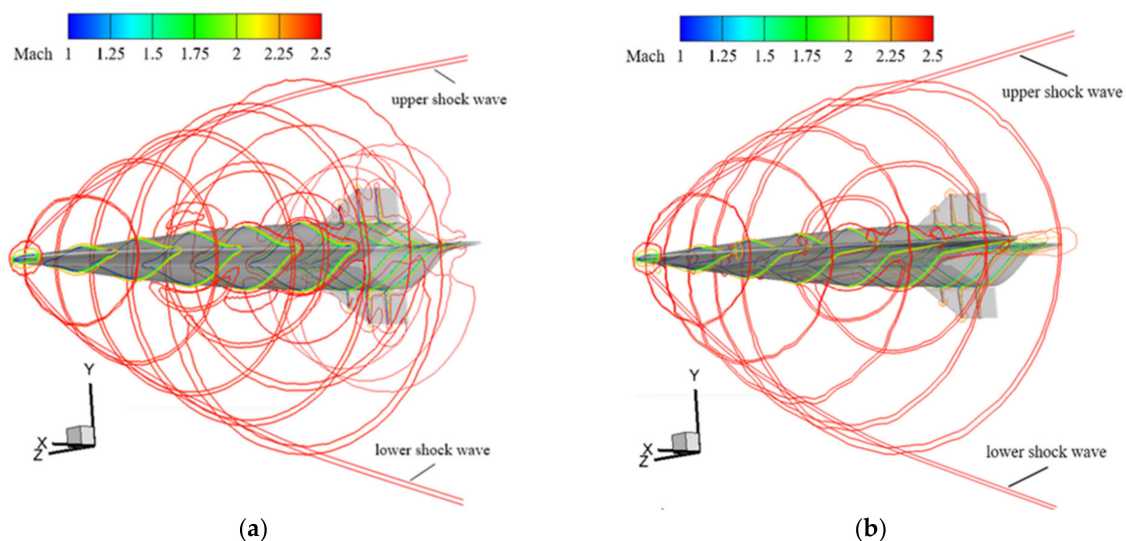 Mach 1 1.25 1.5 1.75 2 2.25 2.5
upper shock wave
Y
X
Z
lower shock wave
(a)
Mach 1 1.25 1.5 1.75 2 2.25 2.5
upper shock wave
Y
X
Z
lower shock wave
(b)